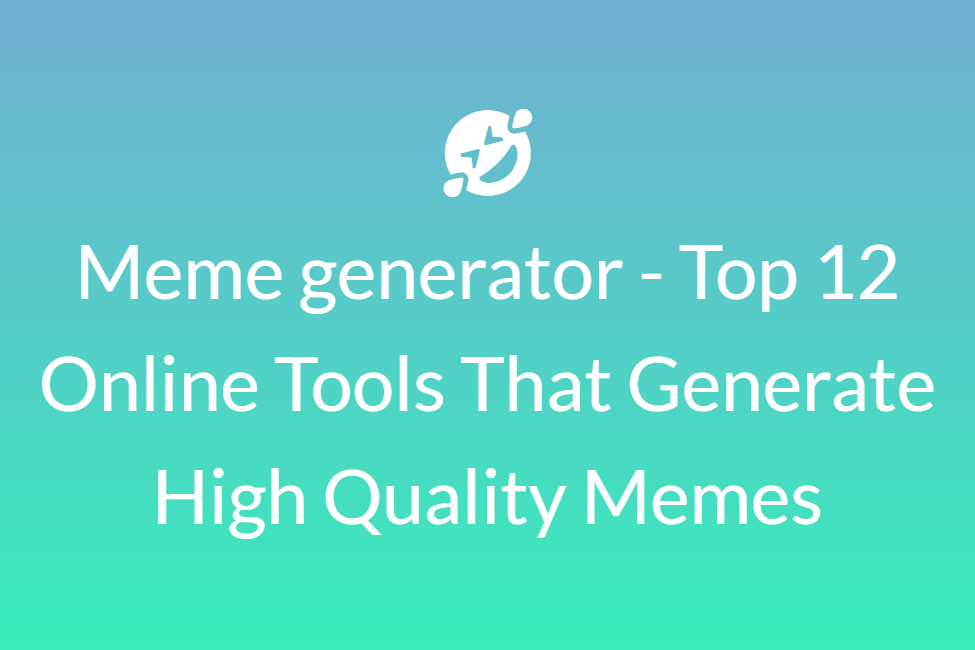 Meme generator - Top 12
Online Tools That Generate
High Quality Memes